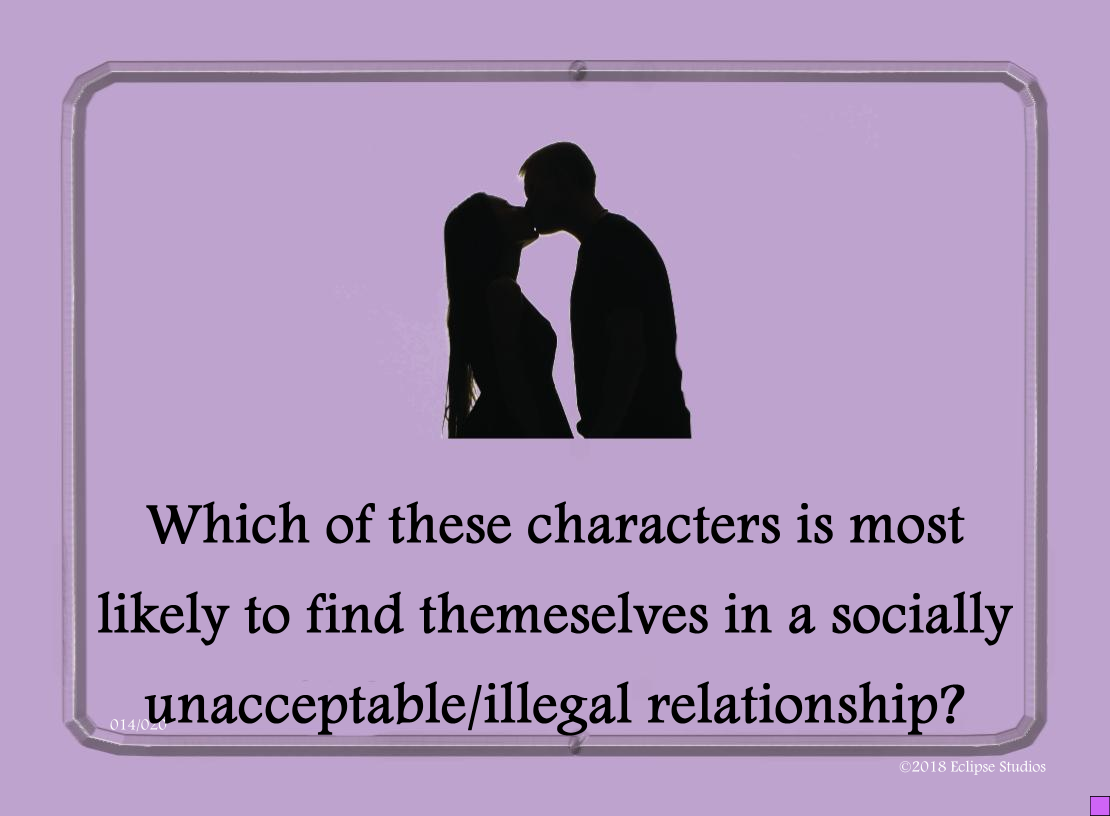 Which of these characters is most
likely to find themeselves in a socially
unacceptable/illegal relationship?
014/020
©2018 Eclipse Studios